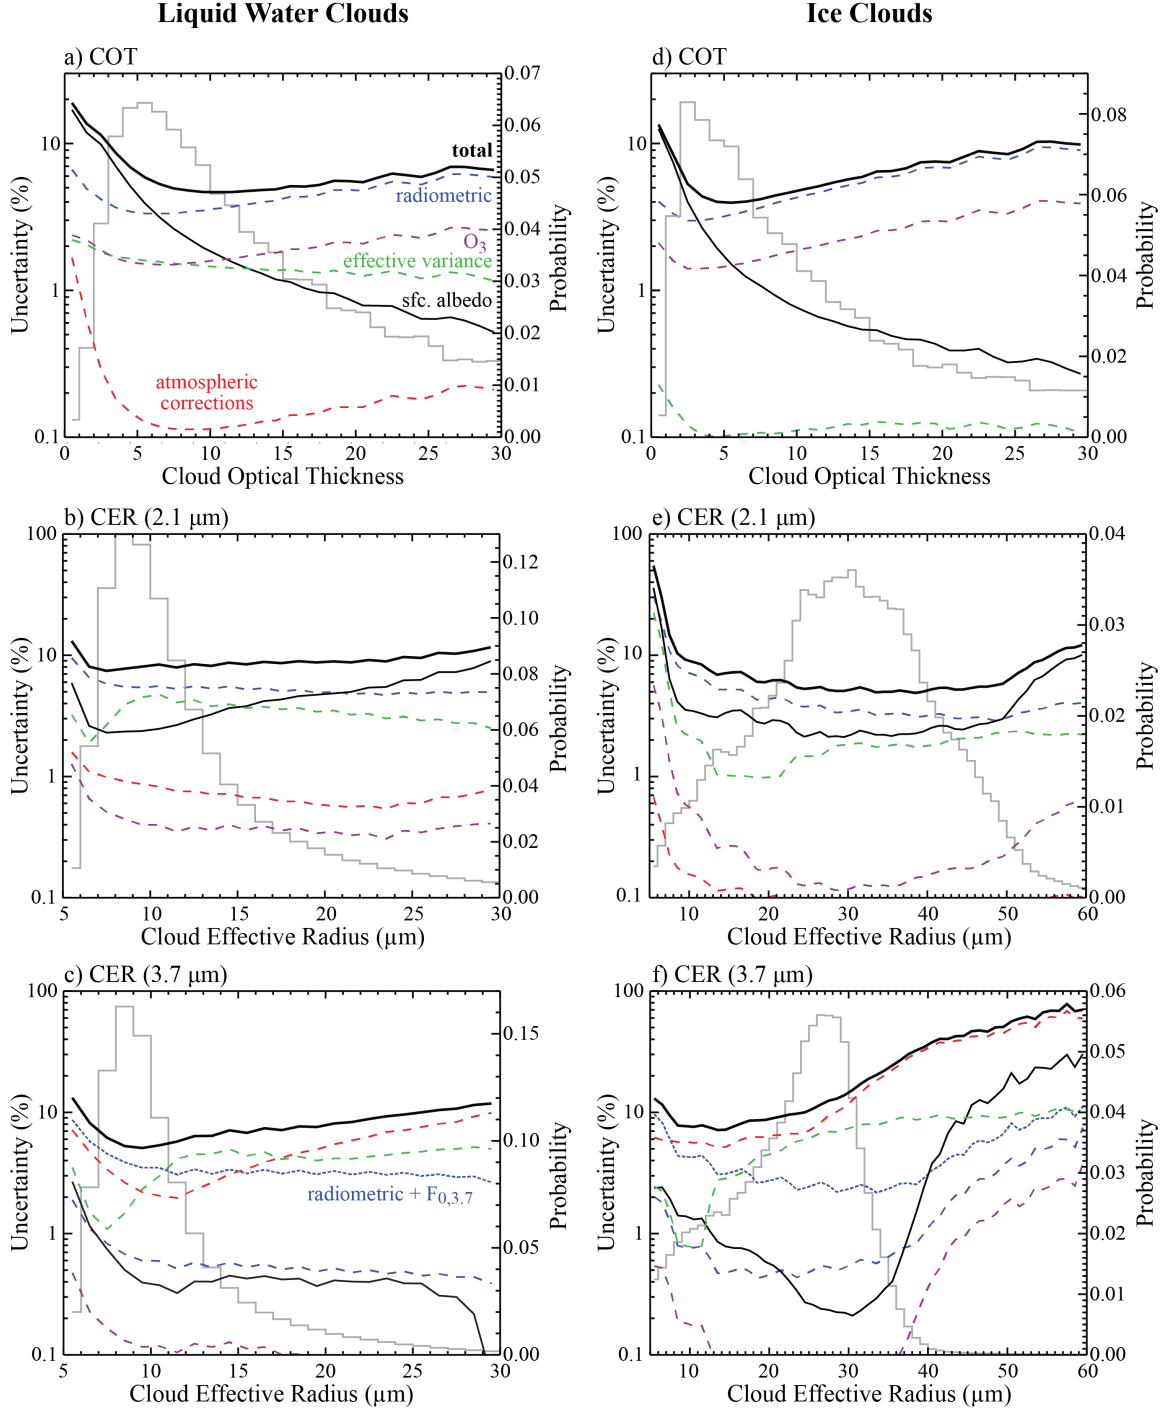 Liquid Water Clouds
Ice Clouds
a) COT
0.07
0.06
0.05
0.04
0.03
0.02
0.01
0.00
10
1
0.1
Uncertainty (%)
Probability
total
radiometric
O3
effective variance
sfc. albedo
atmospheric
corrections
0 5 10 15 20 25 30
Cloud Optical Thickness
d) COT
0.08
0.06
0.04
0.02
0.00
10
1
0.1
Uncertainty (%)
Probability
0 5 10 15 20 25 30
Cloud Optical Thickness
b) CER (2.1 µm)
100
10
1
0.1
Uncertainty (%)
0.12
0.10
0.08
0.06
0.04
0.02
0.00
Probability
5 10 15 20 25 30
Cloud Effective Radius (µm)
e) CER (2.1 µm)
100
10
1
0.1
Uncertainty (%)
0.04
0.03
0.02
0.01
0.00
Probability
10 20 30 40 50 60
Cloud Effective Radius (µm)
c) CER (3.7 µm)
100
10
1
0.1
Uncertainty (%)
0.15
0.10
0.05
0.00
Probability
radiometric + F0,3.7
5 10 15 20 25 30
Cloud Effective Radius (µm)
f) CER (3.7 µm)
100
10
1
0.1
Uncertainty (%)
0.06
0.05
0.04
0.03
0.02
0.01
0.00
Probability
10 20 30 40 50 60
Cloud Effective Radius (µm)